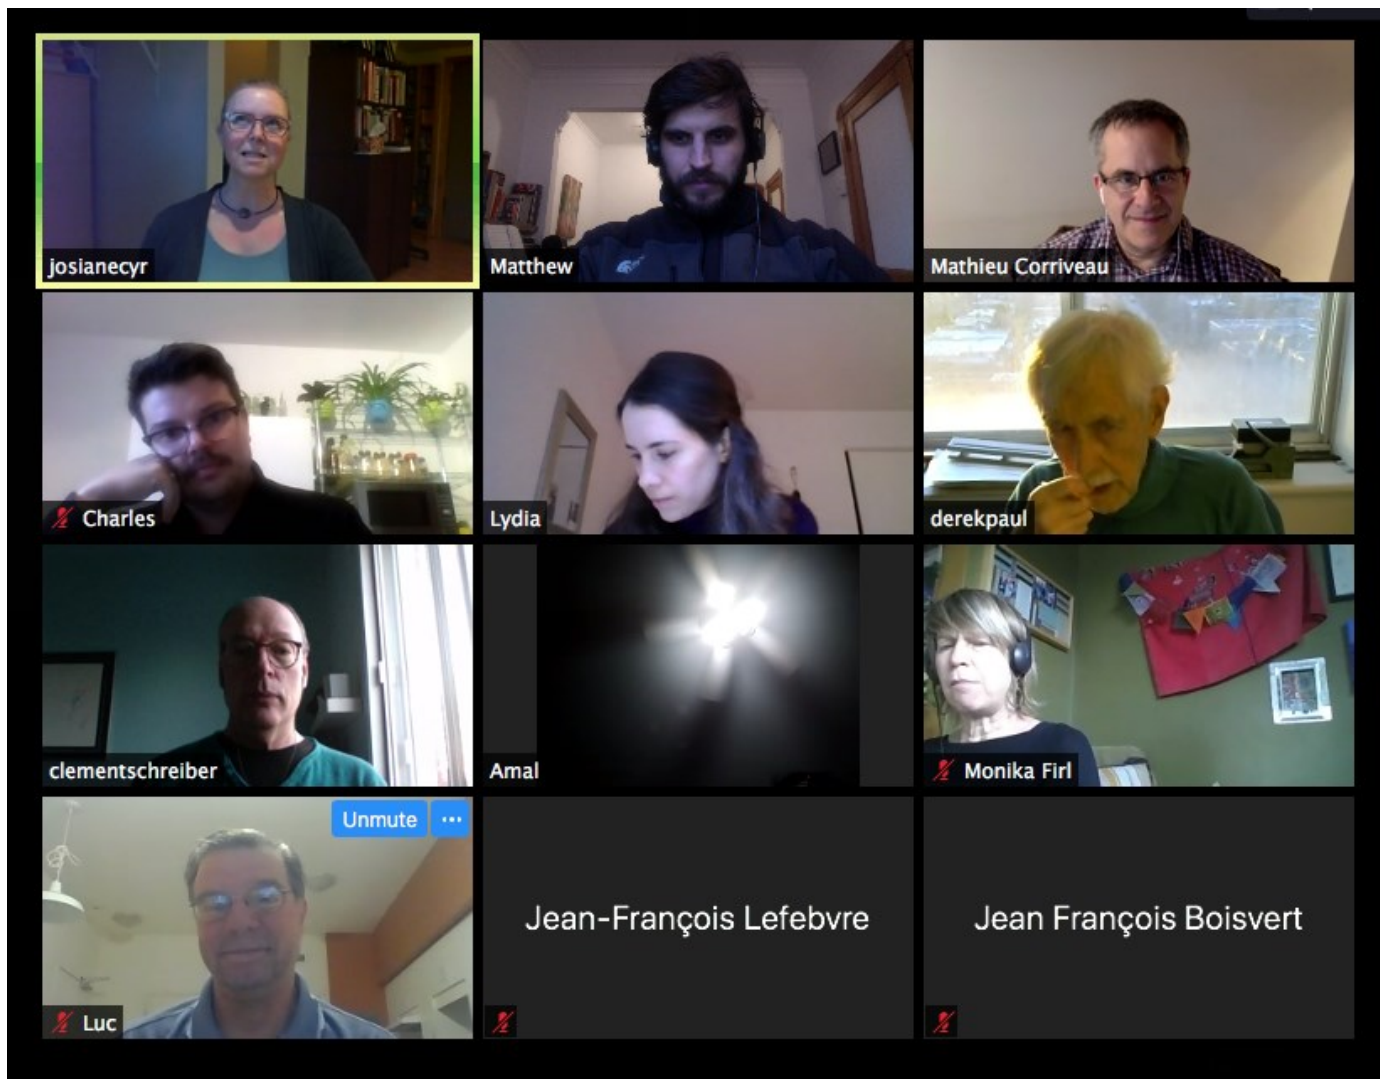 josianecyr
Matthew
Mathieu Corriveau
Charles
Lydia
derekpaul
clementschreiber
Amal
Monika Firl
Unmute
Luc
Jean-François Lefebvre
Jean François Boisvert